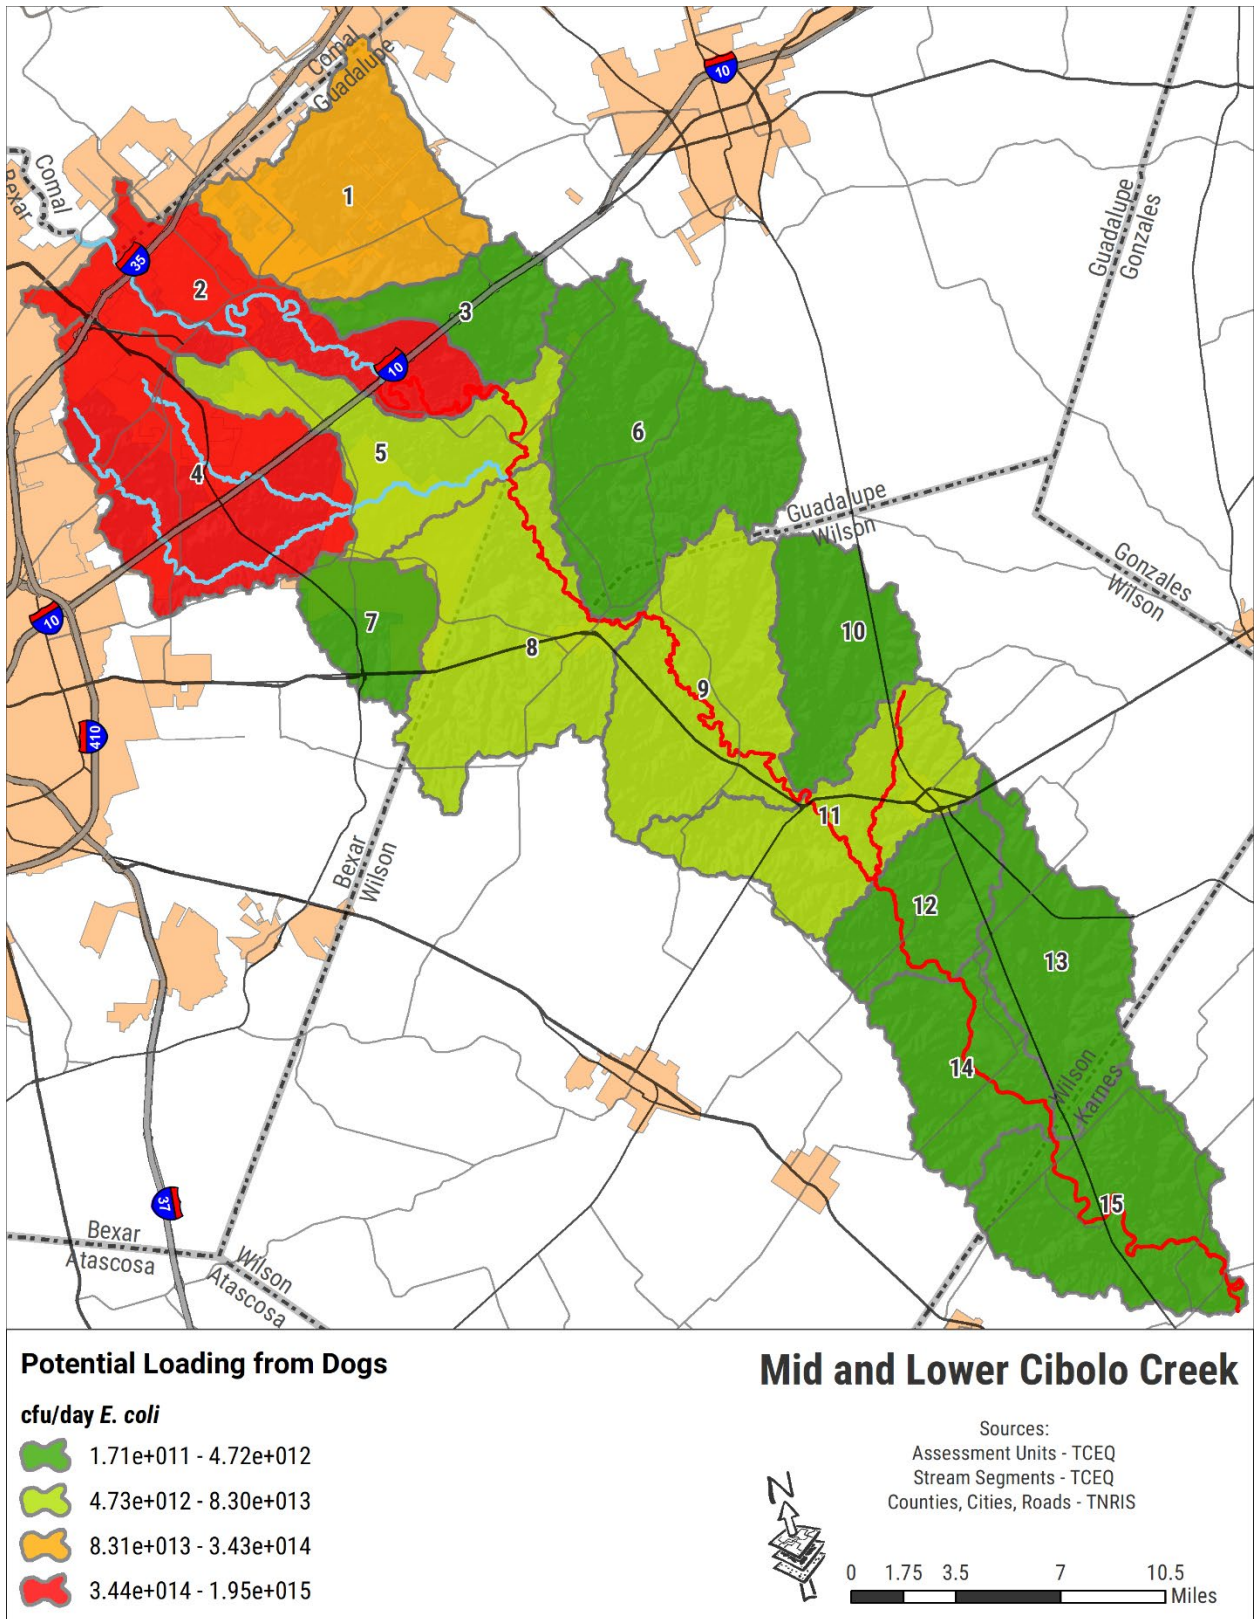 Comal
Guadalupe
10
Comal
Bexar
1
Guadalupe
Gonzales
35
2
3
10
4
5
6
Guadalupe
Wilson
Gonzales
Wilson
10
7
8
9
10
410
11
Bexar
Wilson
12
13
14
Wilson
Karnes
37
15
Bexar
Atascosa
Wilson
Atascosa
Potential Loading from Dogs
cfu/day E. coli
1.71e+011 - 4.72e+012
4.73e+012 - 8.30e+013
8.31e+013 - 3.43e+014
3.44e+014 - 1.95e+015
Mid and Lower Cibolo Creek
Sources:
Assessment Units - TCEQ
Stream Segments - TCEQ
Counties, Cities, Roads - TNRIS
N
0 1.75 3.5 7 10.5
Miles